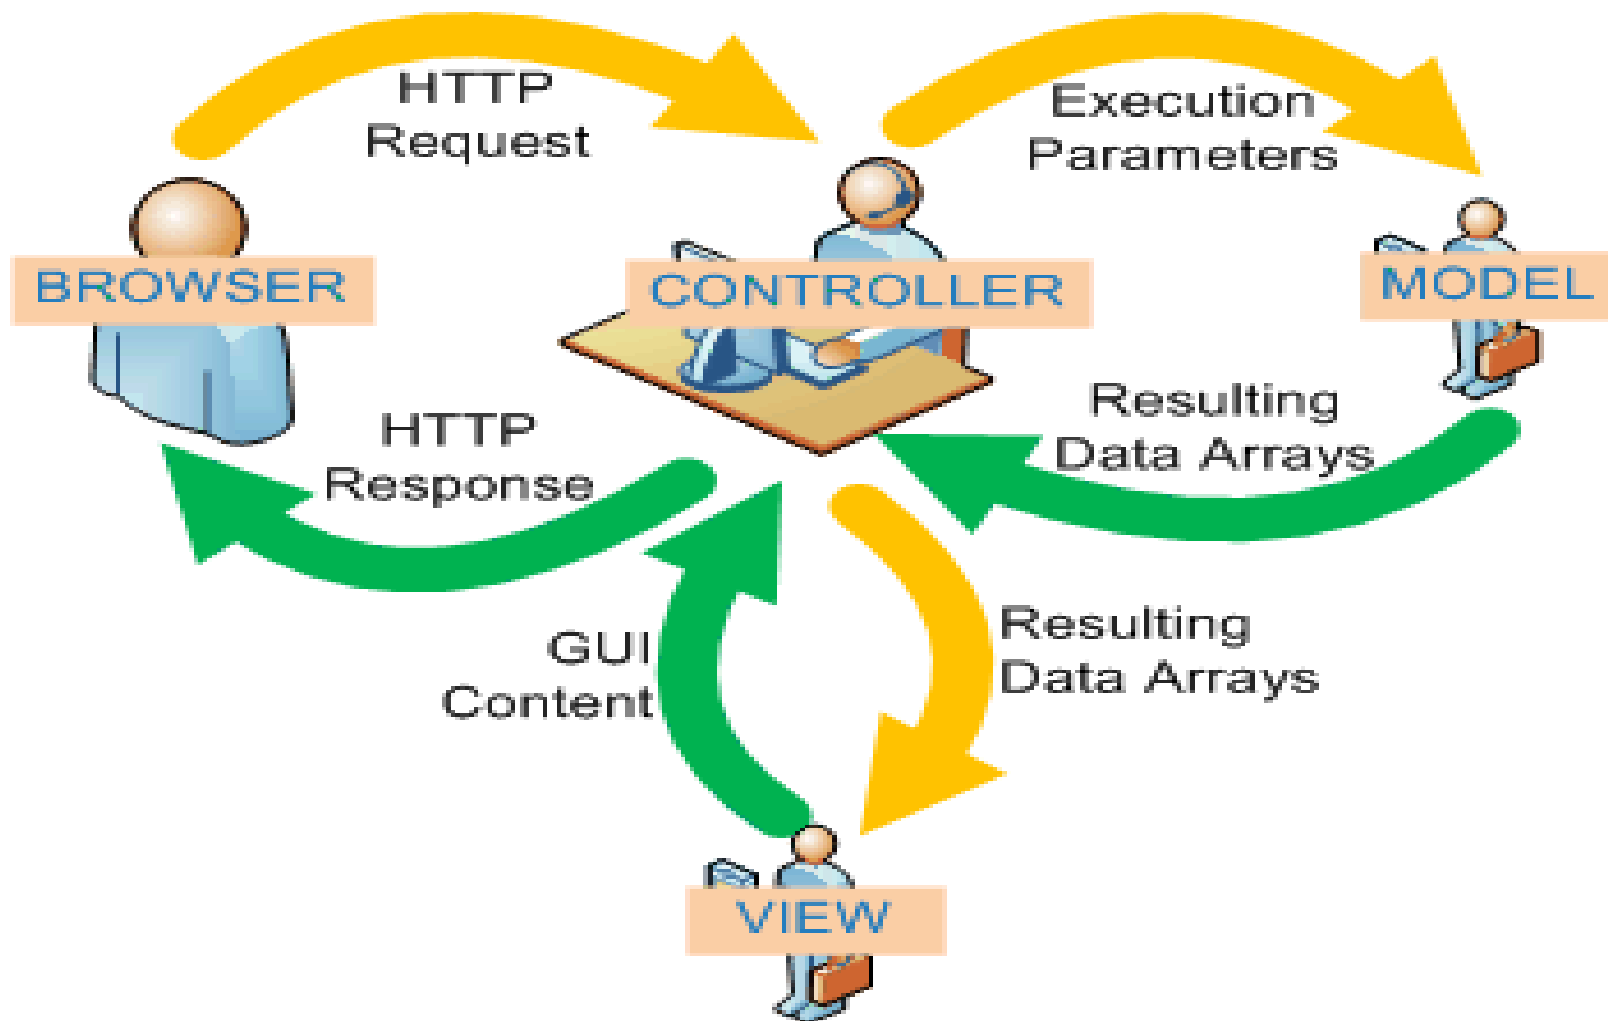 HTTP
Request
Execution
Parameters
BROWSER
CONTROLLER
MODEL
HTTP
Response
Resulting
Data Arrays
GUI
Content
Resulting
Data Arrays
VIEW